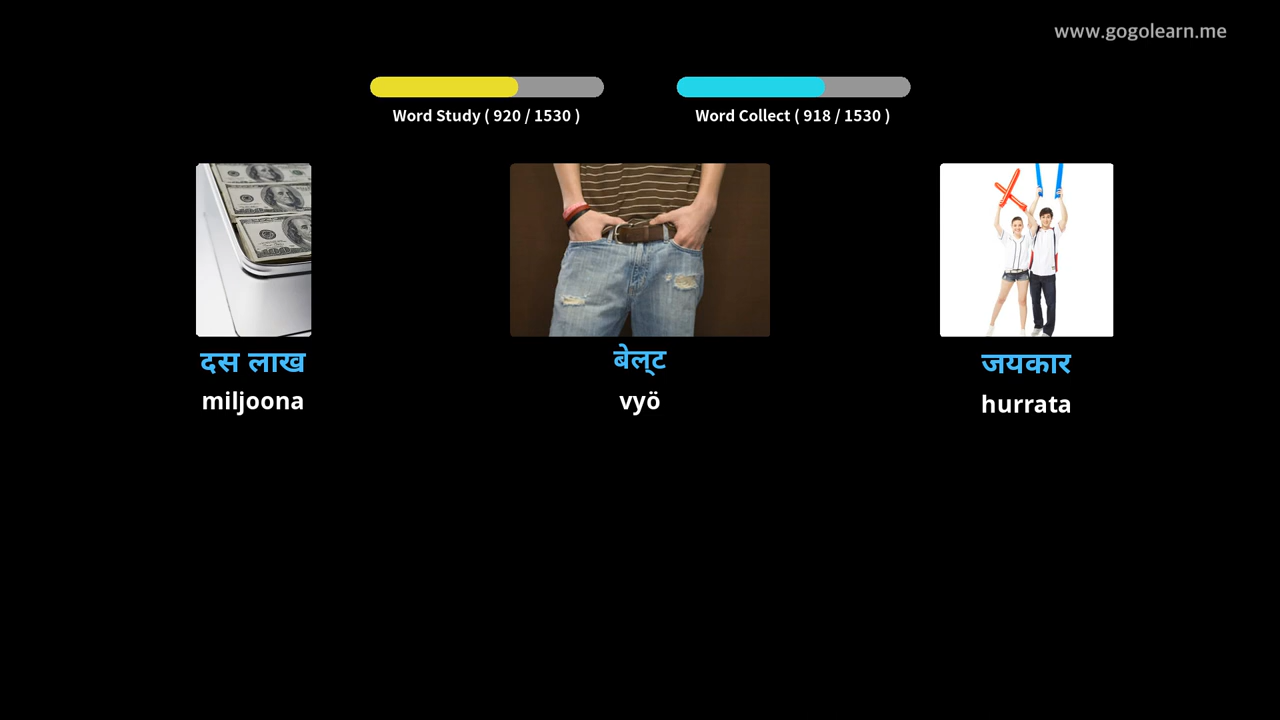 www.gogolearn.me
Word Study ( 920 / 1530 )
Word Collect ( 918 / 1530 )
दस लाख
miljoona
बेल्‌ट
vyö
जयकार
hurrata